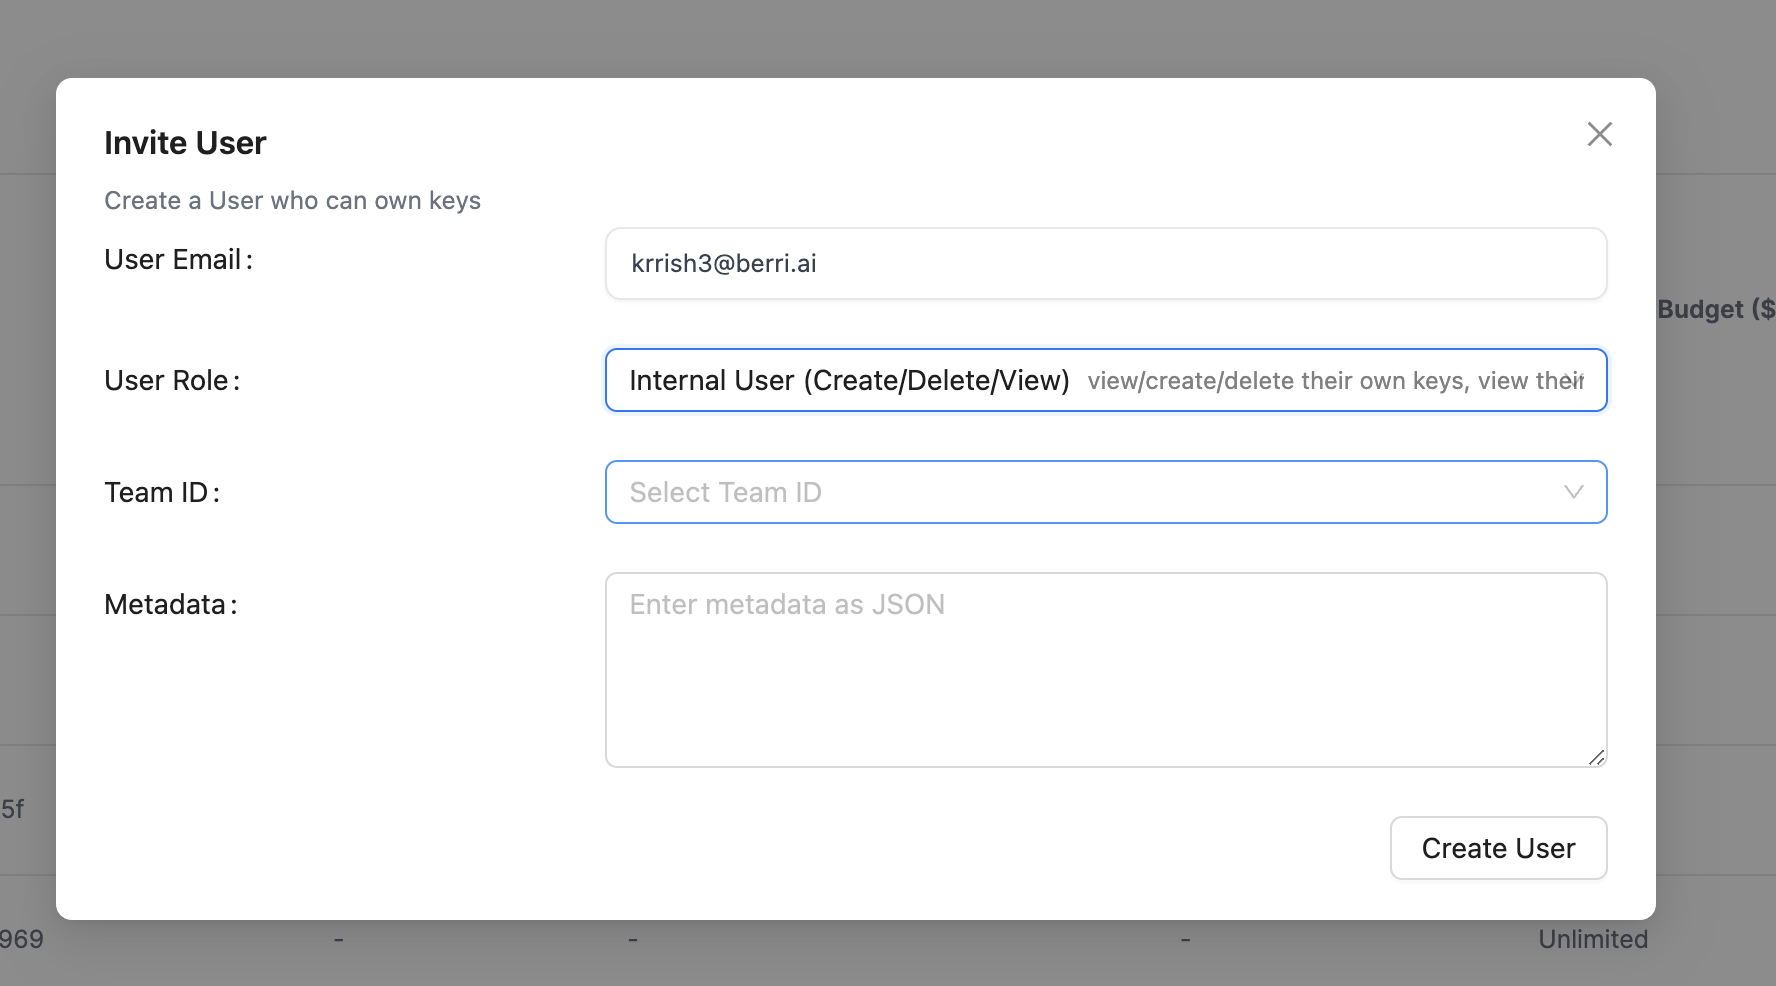 Invite User
Create a User who can own keys
User Email:
krrish3@berri.ai
Budget ($
User Role:
Internal User (Create/Delete/View) view/create/delete their own keys, view their
Team ID:
Select Team ID
Metadata:
Enter metadata as JSON
5f
Create User
969 - - - Unlimited